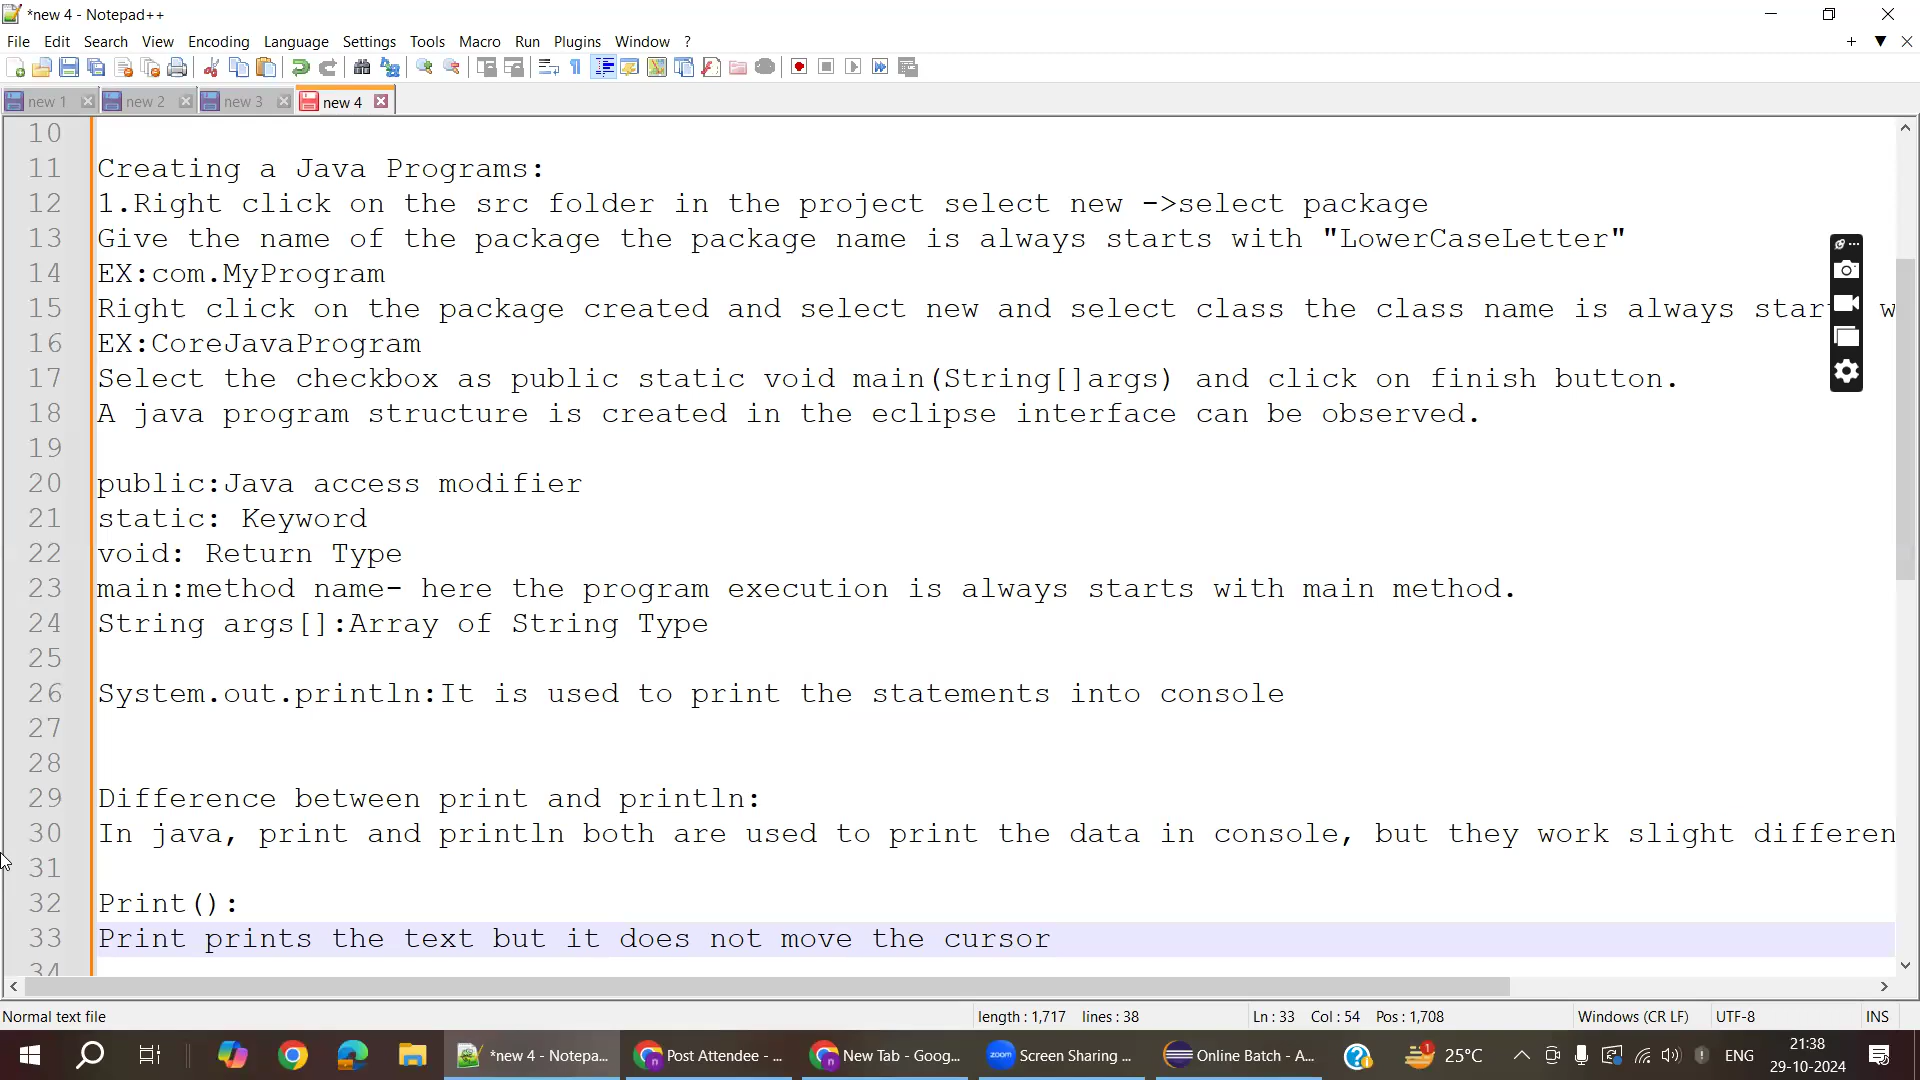 *new 4 - Notepad++
File Edit Search View Encoding Language Settings Tools Macro Run Plugins Window ?
new 1 new 2 new 3 new 4
10
11 Creating a Java Programs:
12 1.Right click on the src folder in the project select new ->select package
13 Give the name of the package the package name is always starts with "LowerCaseLetter"
14 EX:com.MyProgram
15 Right click on the package created and select new and select class the class name is always star w
16 EX:CoreJavaProgram
17 Select the checkbox as public static void main(String[]args) and click on finish button.
18 A java program structure is created in the eclipse interface can be observed.
19
20 public:Java access modifier
21 static: Keyword
22 void: Return Type
23 main:method name- here the program execution is always starts with main method.
24 String args[]:Array of String Type
25
26 System.out.println:It is used to print the statements into console
27
28
29 Difference between print and println:
30 In java, print and println both are used to print the data in console, but they work slight differen
31
32 Print():
33 Print prints the text but it does not move the cursor
34
Normal text file length : 1,717 lines : 38 Ln : 33 Col : 54 Pos : 1,708 Windows (CR LF) UTF-8 INS
*new 4 - Notepa... Post Attendee - ... New Tab - Goog... zoom Screen Sharing ... Online Batch - A... 1 25°C ENG 21:38
29-10-2024